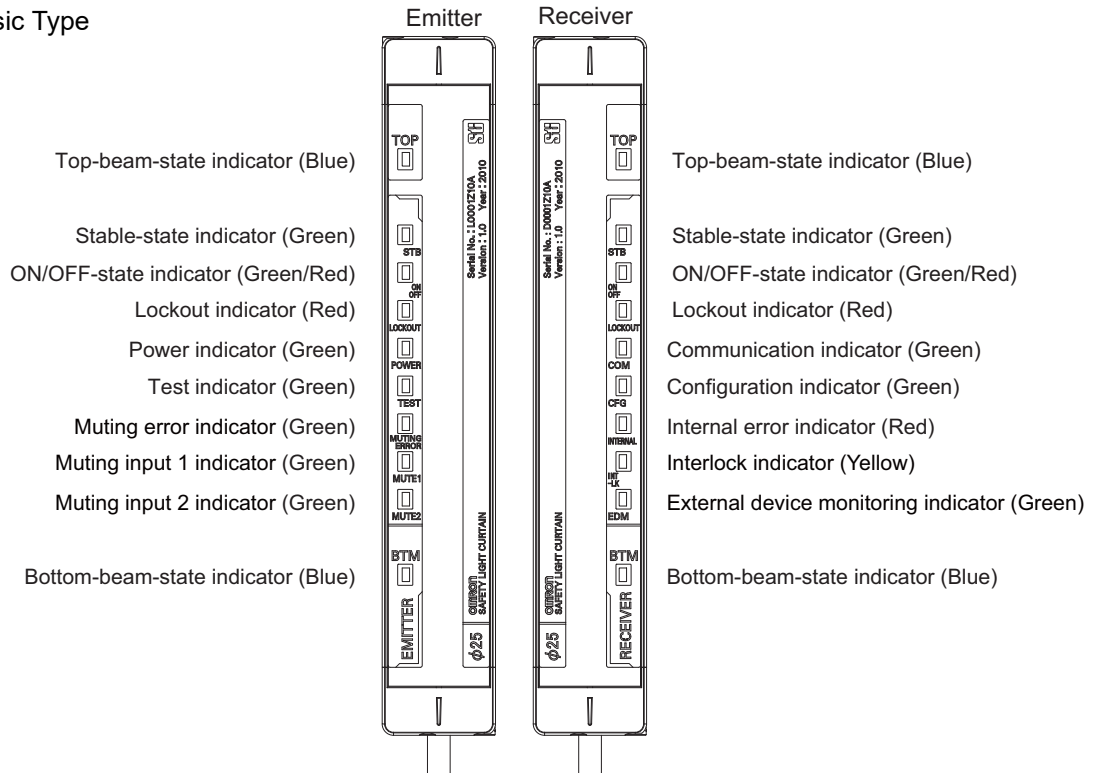 sic Type
Emitter
Receiver
Top-beam-state indicator (Blue)
Stable-state indicator (Green)
ON/OFF-state indicator (Green/Red)
Lockout indicator (Red)
Power indicator (Green)
Test indicator (Green)
Muting error indicator (Green)
Muting input 1 indicator (Green)
Muting input 2 indicator (Green)
Bottom-beam-state indicator (Blue)
TOP
STB
ON
OFF
LOCKOUT
POWER
TEST
MUTING
ERROR
MUTE1
MUTE2
BTM
EMITTER
Serial No. : L0001Z10A Year : 2010
Version : 1.0
OMRON
SAFETY LIGHT CURTAIN
φ25
Serial No. : D0001Z10A Year : 2010
Version : 1.0
OMRON
SAFETY LIGHT CURTAIN
φ25
TOP
STB
ON
OFF
LOCKOUT
COM
CFG
INTERNAL
INT
-LK
EDM
BTM
RECEIVER
Top-beam-state indicator (Blue)
Stable-state indicator (Green)
ON/OFF-state indicator (Green/Red)
Lockout indicator (Red)
Communication indicator (Green)
Configuration indicator (Green)
Internal error indicator (Red)
Interlock indicator (Yellow)
External device monitoring indicator (Green)
Bottom-beam-state indicator (Blue)